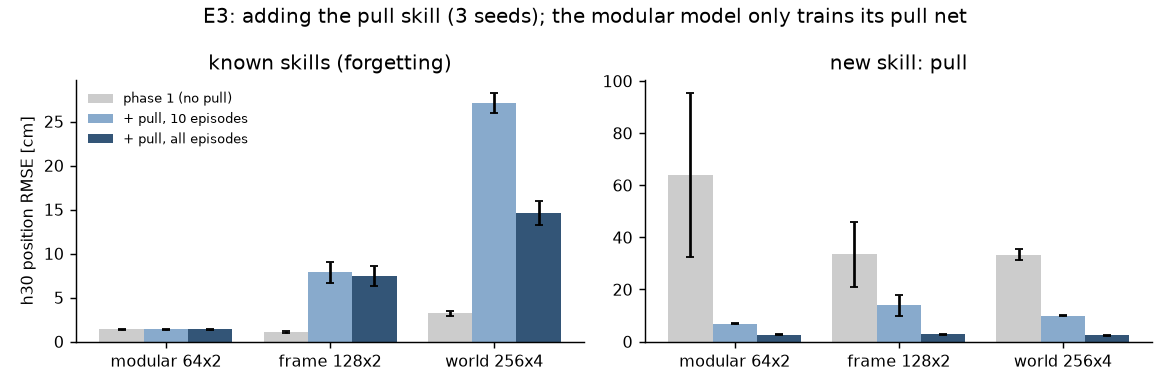 E3: adding the pull skill (3 seeds); the modular model only trains its pull net
known skills (forgetting)
h30 position RMSE [cm]
25
20
15
10
5
0
phase 1 (no pull)
+ pull, 10 episodes
+ pull, all episodes
modular 64x2
frame 128x2
world 256x4
new skill: pull
100
80
60
40
20
0
modular 64x2
frame 128x2
world 256x4